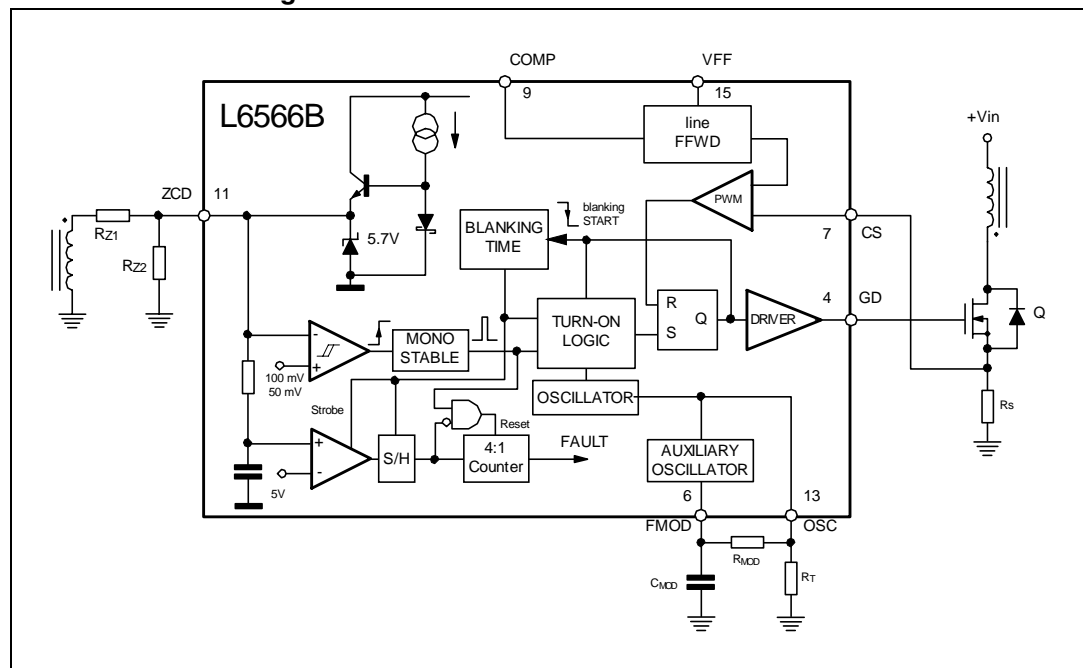 COMP
VFF
9
15
L6566B
line
FFWD
+Vin
ZCD
11
PWM
blanking
START
BLANKING
TIME
5.7V
RZ1
RZ2
7
CS
4
GD
R
S
Q
DRIVER
Q
TURN-ON
LOGIC
MONO
STABLE
100 mV
50 mV
OSCILLATOR
Strobe
Reset
Rs
FAULT
S/H
4:1
Counter
AUXILIARY
OSCILLATOR
5V
6
13
FMOD
OSC
RMOD
CMOD
RT